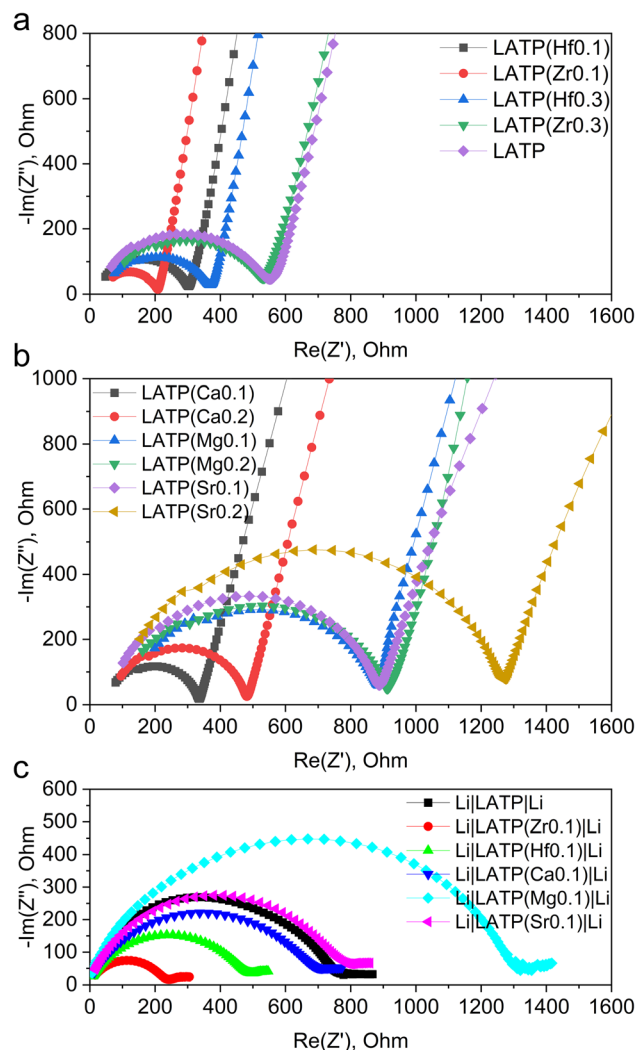 a
800
600
400
200
0
-Im(Z''), Ohm
LATP(Hf0.1)
LATP(Zr0.1)
LATP(Hf0.3)
LATP(Zr0.3)
LATP
0 200 400 600 800 1000 1200 1400 1600
Re(Z'), Ohm
b
1000
800
600
400
200
0
-Im(Z''), Ohm
LATP(Ca0.1)
LATP(Ca0.2)
LATP(Mg0.1)
LATP(Mg0.2)
LATP(Sr0.1)
LATP(Sr0.2)
0 200 400 600 800 1000 1200 1400 1600
Re(Z'), Ohm
c
600
500
400
300
200
100
0
-Im(Z''), Ohm
Li|LATP|Li
Li|LATP(Zr0.1)|Li
Li|LATP(Hf0.1)|Li
Li|LATP(Ca0.1)|Li
Li|LATP(Mg0.1)|Li
Li|LATP(Sr0.1)|Li
0 200 400 600 800 1000 1200 1400 1600
Re(Z'), Ohm